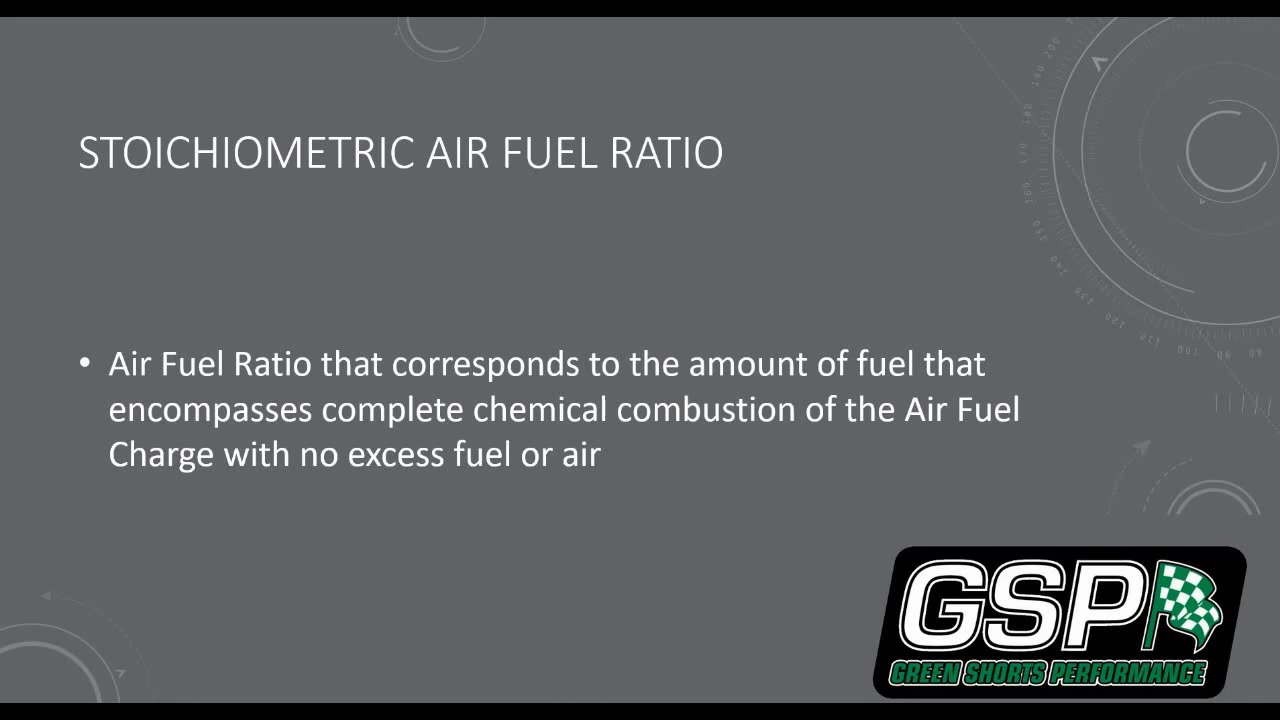 STOICHIOMETRIC AIR FUEL RATIO
• Air Fuel Ratio that corresponds to the amount of fuel that
encompasses complete chemical combustion of the Air Fuel
Charge with no excess fuel or air
GSP
GREEN SHORTS PERFORMANCE